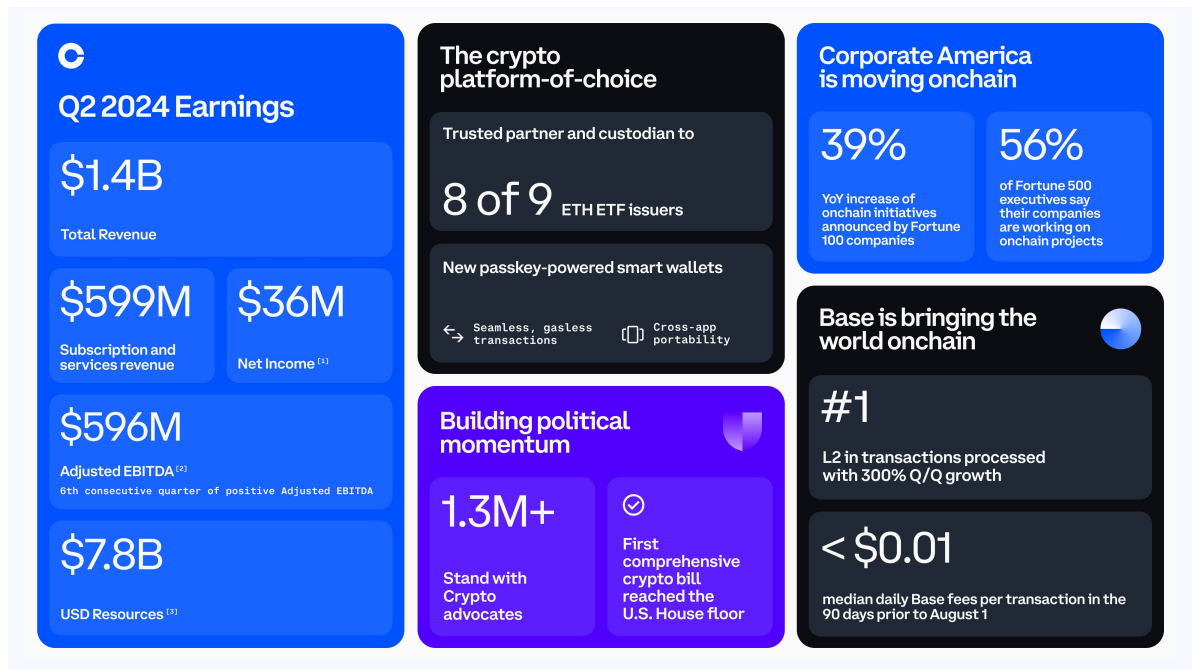 Q2 2024 Earnings
$1.4B
Total Revenue
$599M
Subscription and
services revenue
$36M
Net Income [1]
$596M
Adjusted EBITDA [2]
6th consecutive quarter of positive Adjusted EBITDA
$7.8B
USD Resources [3]
The crypto
platform-of-choice
Trusted partner and custodian to
8 of 9 ETH ETF issuers
New passkey-powered smart wallets
Seamless, gasless
transactions
Cross-app
portability
Building political
momentum
1.3M+
Stand with
Crypto
advocates
First
comprehensive
crypto bill
reached the
U.S. House floor
Corporate America
is moving onchain
39%
YoY increase of
onchain initiatives
announced by Fortune
100 companies
56%
of Fortune 500
executives say
their companies
are working on
onchain projects
Base is bringing the
world onchain
#1
L2 in transactions processed
with 300% Q/Q growth
< $0.01
median daily Base fees per transaction in the
90 days prior to August 1